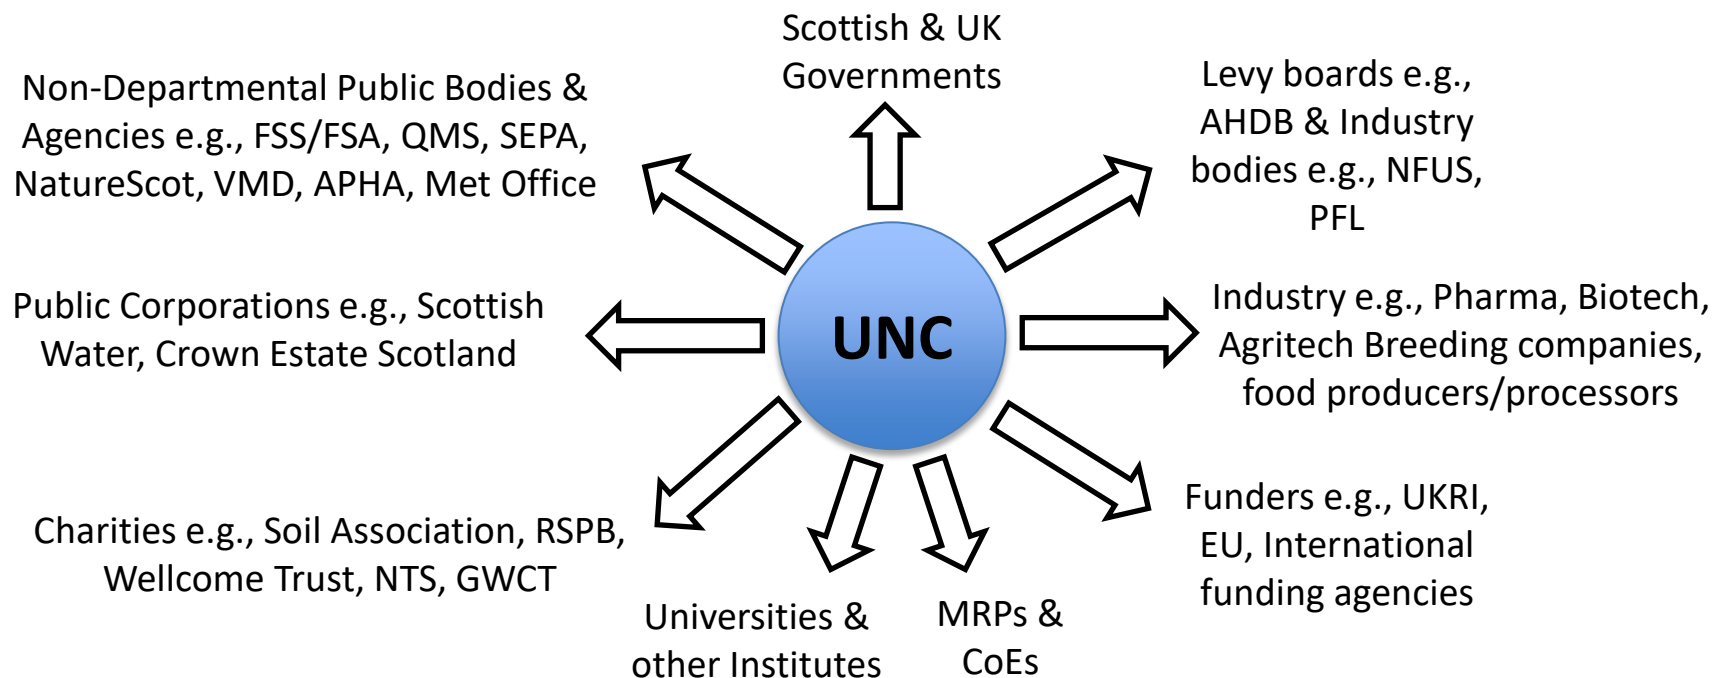 Scottish & UK
Governments
Non-Departmental Public Bodies &
Agencies e.g., FSS/FSA, QMS, SEPA,
NatureScot, VMD, APHA, Met Office
Levy boards e.g.,
AHDB & Industry
bodies e.g., NFUS,
PFL
Public Corporations e.g., Scottish
Water, Crown Estate Scotland
UNC
Industry e.g., Pharma, Biotech,
Agritech Breeding companies,
food producers/processors
Charities e.g., Soil Association, RSPB,
Wellcome Trust, NTS, GWCT
Funders e.g., UKRI,
EU, International
funding agencies
Universities &
other Institutes
MRPs &
CoEs